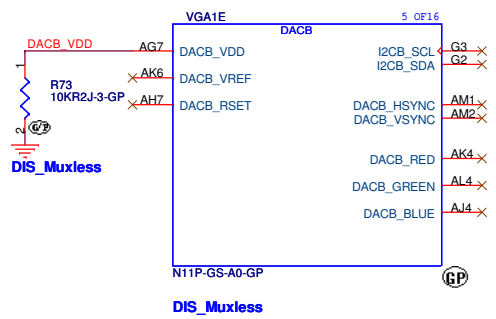 VGA1E
5 OF16
DACB
DACB_VDD
AG7
DACB_VDD
I2CB_SCL
G3
I2CB_SDA
G2
1
AK6
DACB_VREF
R73
10KR2J-3-GP
AH7
DACB_RSET
DACB_HSYNC
AM1
DACB_VSYNC
AM2
2
DIS_Muxless
DACB_RED
AK4
DACB_GREEN
AL4
DACB_BLUE
AJ4
N11P-GS-A0-GP
GP
DIS_Muxless